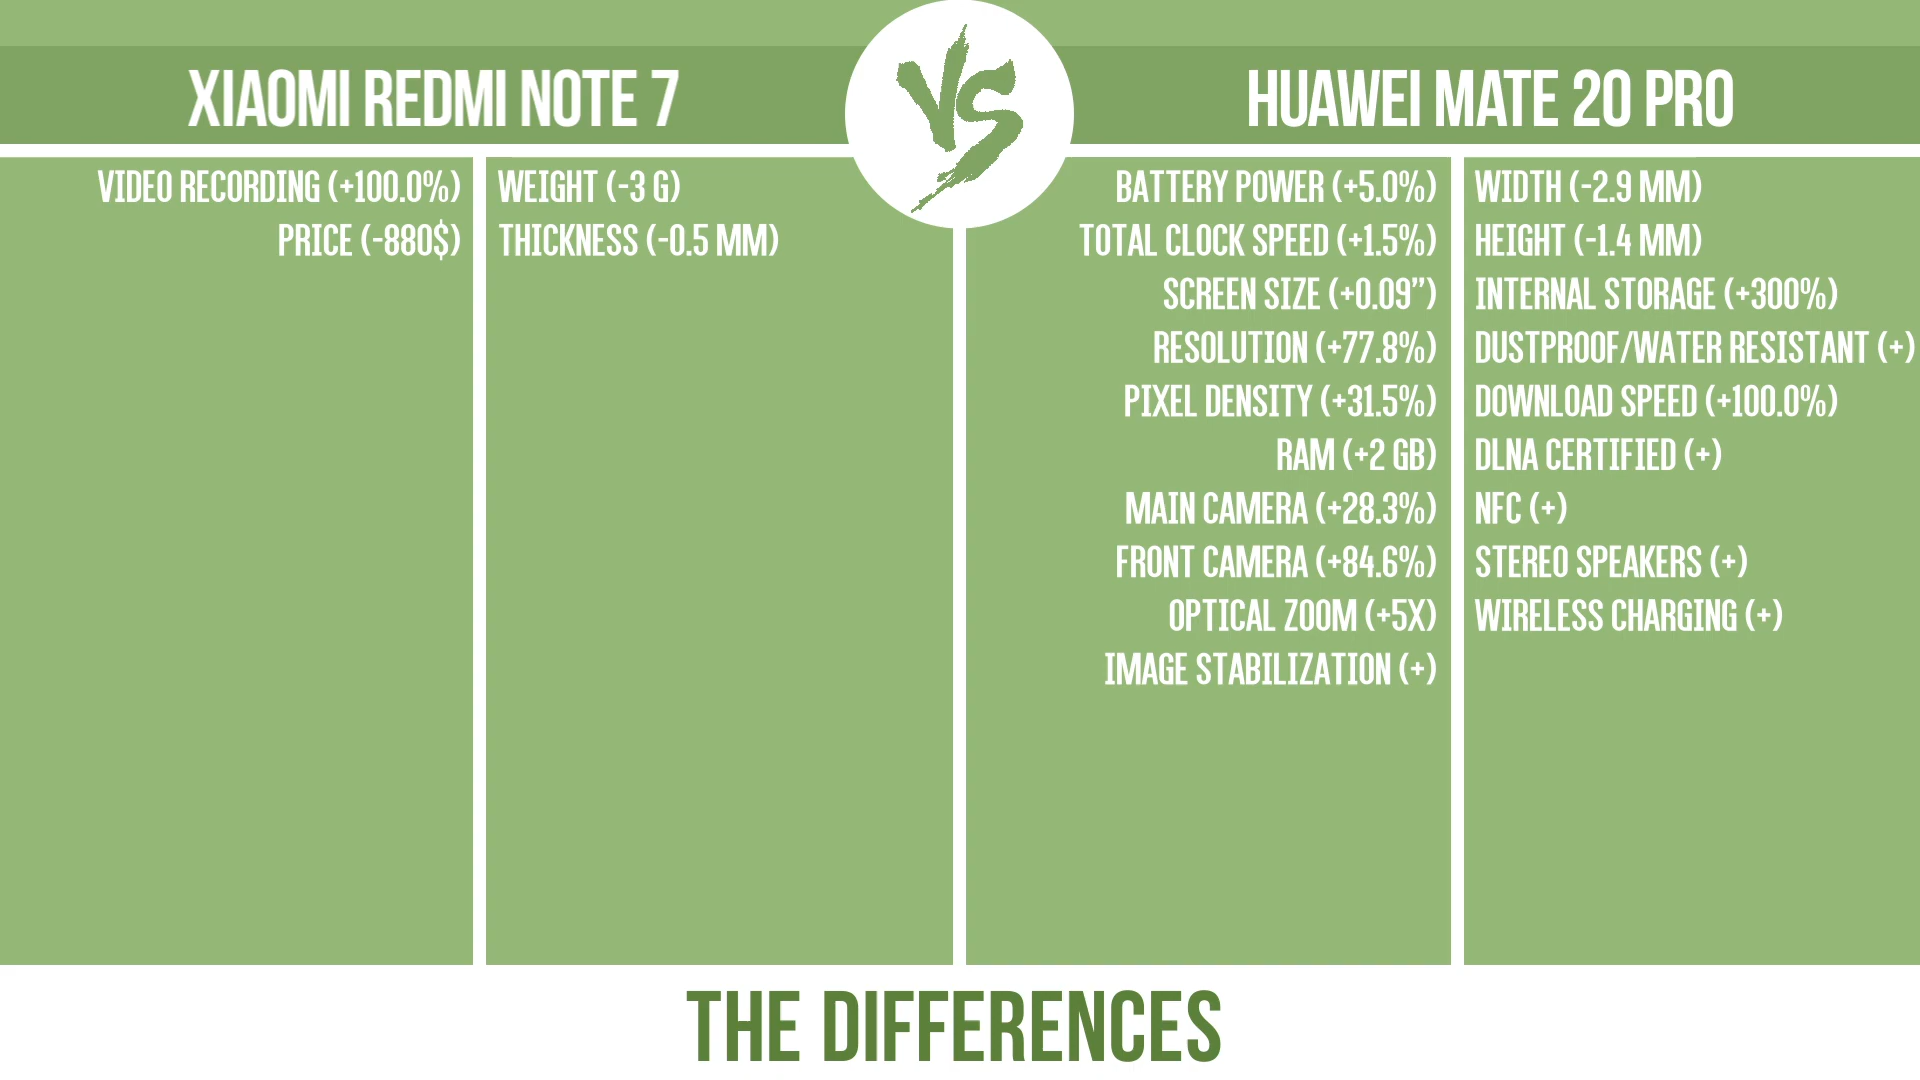 XIAOMI REDMI NOTE 7
VS
HUAWEI MATE 20 PRO
VIDEO RECORDING (+100.0%)
PRICE (-880$)
WEIGHT (-3 G)
THICKNESS (-0.5 MM)
BATTERY POWER (+5.0%)
TOTAL CLOCK SPEED (+1.5%)
SCREEN SIZE (+0.09”)
RESOLUTION (+77.8%)
PIXEL DENSITY (+31.5%)
RAM (+2 GB)
MAIN CAMERA (+28.3%)
FRONT CAMERA (+84.6%)
OPTICAL ZOOM (+5X)
IMAGE STABILIZATION (+)
WIDTH (-2.9 MM)
HEIGHT (-1.4 MM)
INTERNAL STORAGE (+300%)
DUSTPROOF/WATER RESISTANT (+)
DOWNLOAD SPEED (+100.0%)
DLNA CERTIFIED (+)
NFC (+)
STEREO SPEAKERS (+)
WIRELESS CHARGING (+)
THE DIFFERENCES